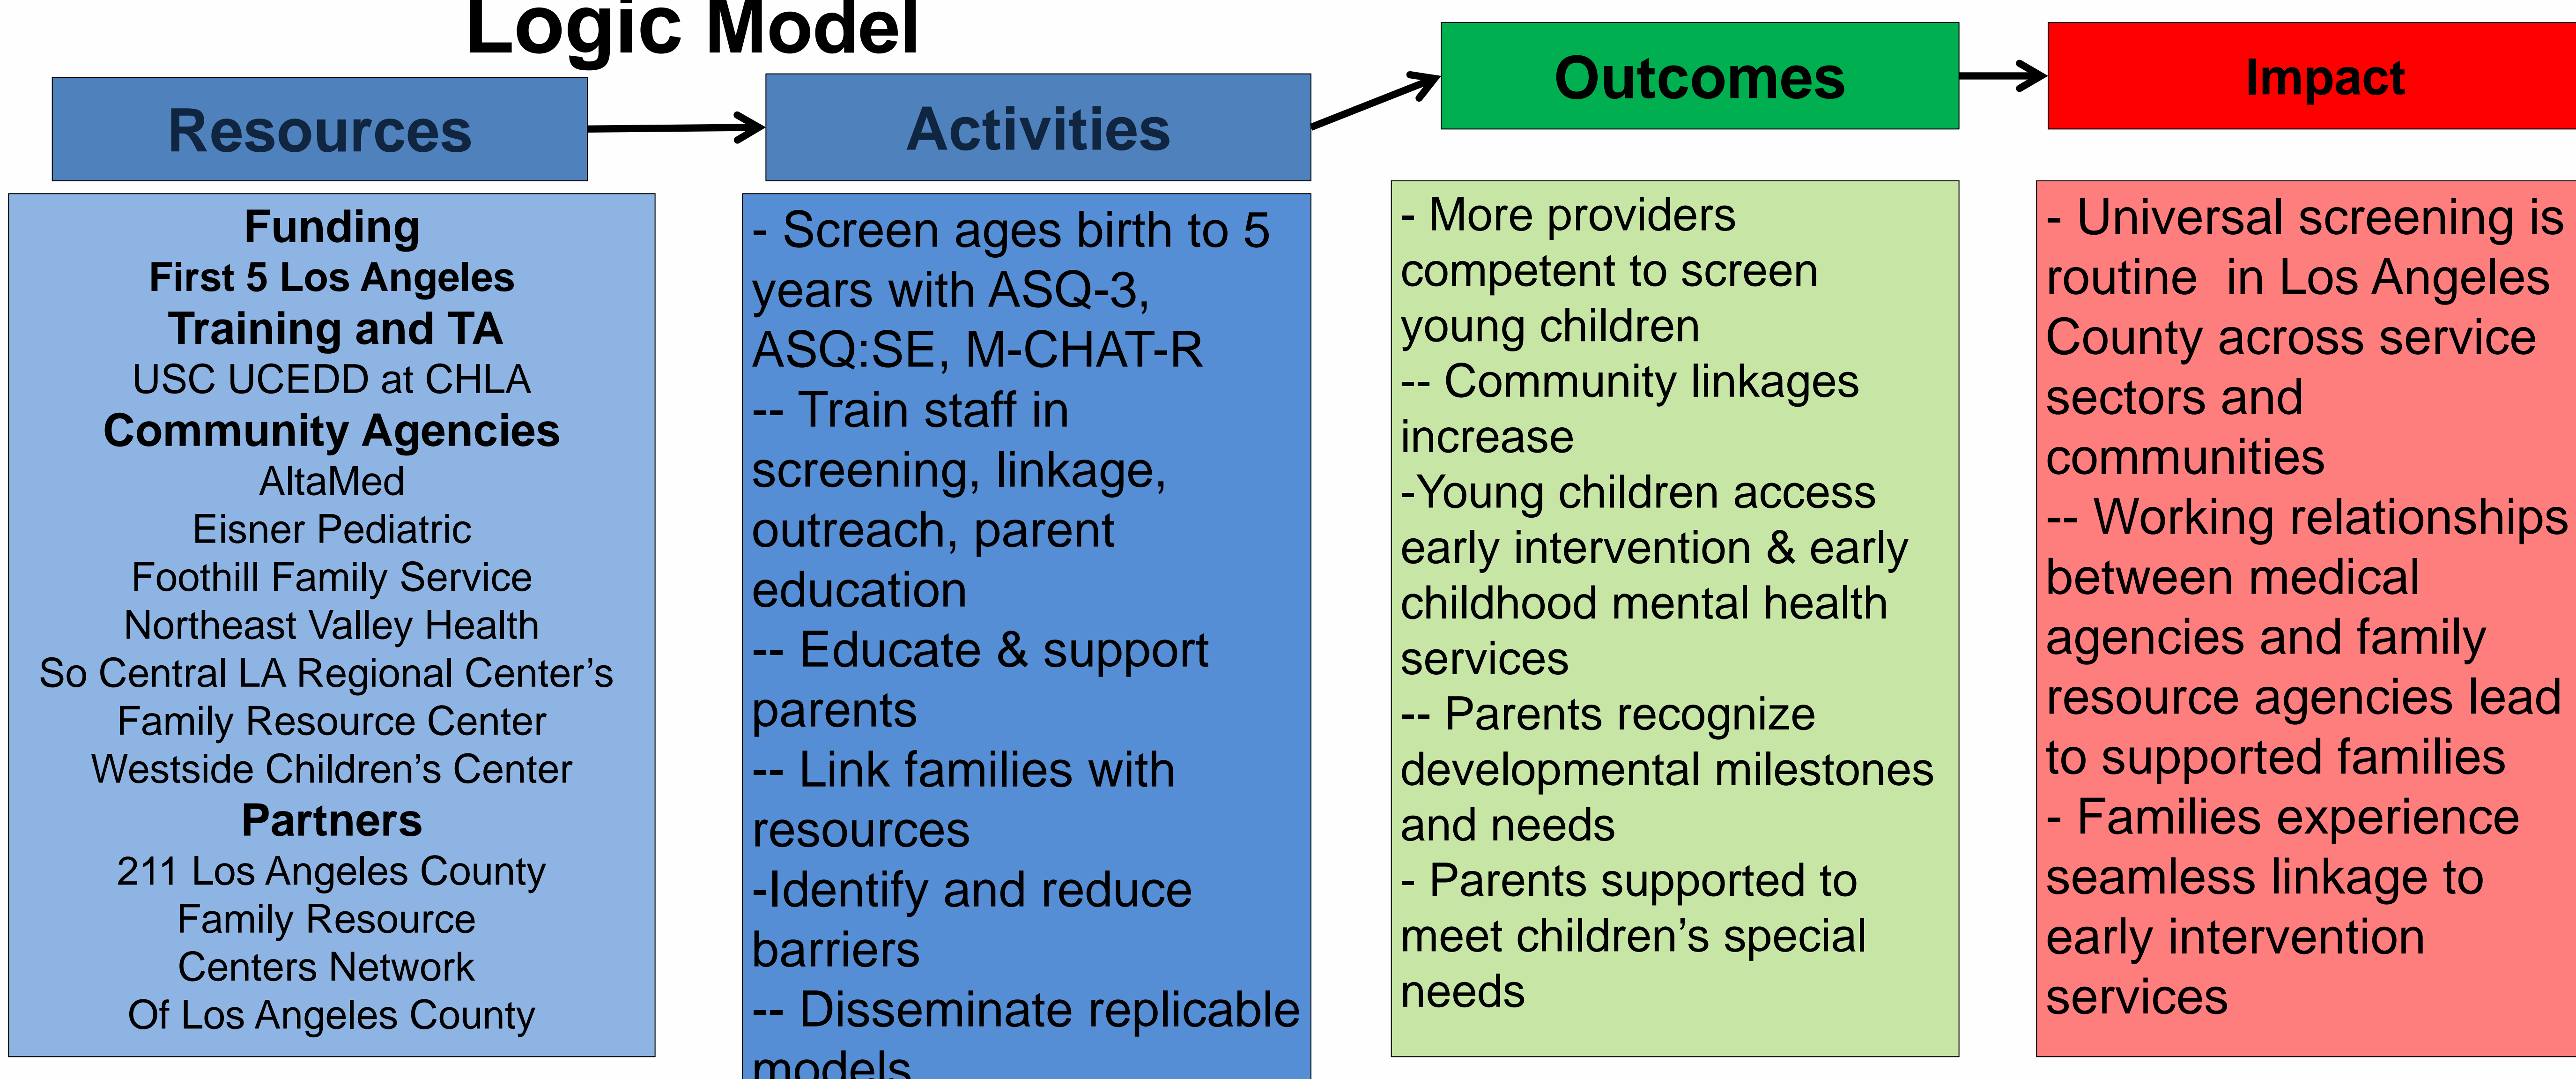 Logic Model
Resources
Activities
Outcomes
Impact
Funding
First 5 Los Angeles
Training and TA
USC UCEDD at CHLA
Community Agencies
AltaMed
Eisner Pediatric
Foothill Family Service
Northeast Valley Health
So Central LA Regional Center’s
Family Resource Center
Westside Children’s Center
Partners
211 Los Angeles County
Family Resource
Centers Network
Of Los Angeles County
- Screen ages birth to 5
years with ASQ-3,
ASQ:SE, M-CHAT-R
-- Train staff in
screening, linkage,
outreach, parent
education
-- Educate & support
parents
-- Link families with
resources
-Identify and reduce
barriers
-- Disseminate replicable
models
- More providers
competent to screen
young children
-- Community linkages
increase
-Young children access
early intervention & early
childhood mental health
services
-- Parents recognize
developmental milestones
and needs
- Parents supported to
meet children’s special
needs
- Universal screening is
routine  in Los Angeles
County across service
sectors and
communities
-- Working relationships
between medical
agencies and family
resource agencies lead
to supported families
- Families experience
seamless linkage to
early intervention
services